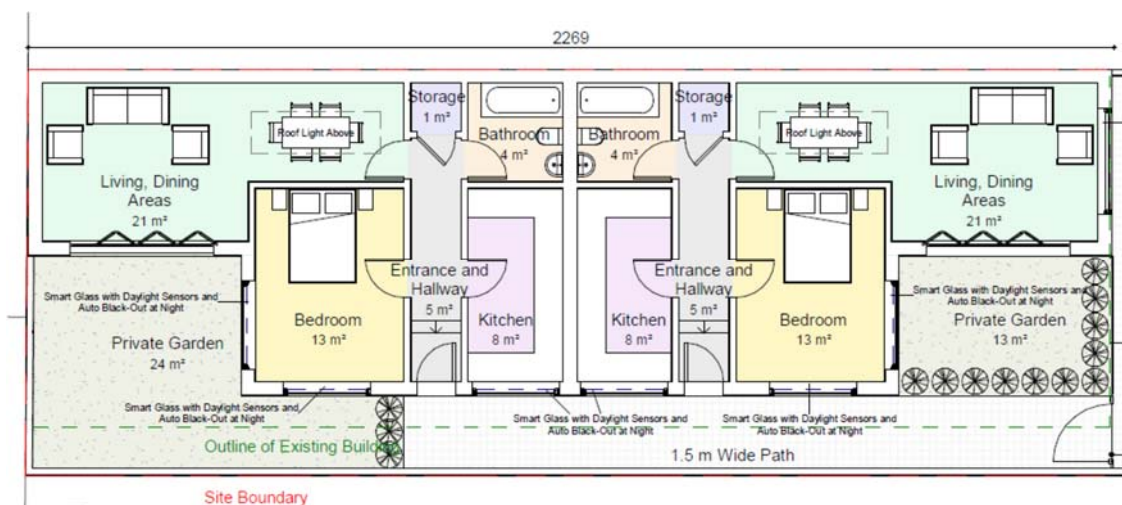 2269
Storage
1 m²
Bathroom
4 m²
Bathroom
4 m²
Storage
1 m²
Roof Light Above
Roof Light Above
Living, Dining
Areas
21 m²
Living, Dining
Areas
21 m²
Smart Glass with Daylight Sensors and
Auto Black-Out at Night
Entrance and
Hallway
5 m²
Entrance and
Hallway
5 m²
Smart Glass with Daylight Sensors and
Auto Black-Out at Night
Private Garden
24 m²
Bedroom
13 m²
Kitchen
8 m²
Kitchen
8 m²
Bedroom
13 m²
Private Garden
13 m²
Smart Glass with Daylight Sensors and
Auto Black-Out at Night
Smart Glass with Daylight Sensors and
Auto Black-Out at Night
Smart Glass with Daylight Sensors and
Auto Black-Out at Night
Outline of Existing Building
1.5 m Wide Path
Site Boundary